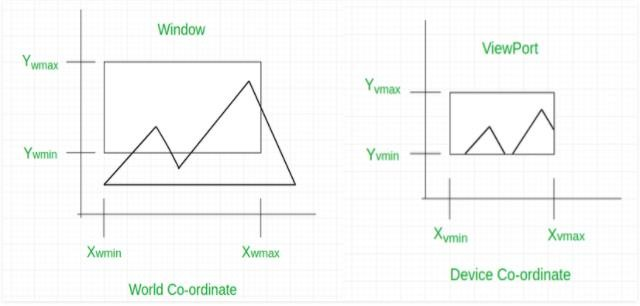 Window
Ywmax
Ywmin
Xwmin
Xwmax
World Co-ordinate
ViewPort
Yvmax
Yvmin
Xvmin
Xvmax
Device Co-ordinate